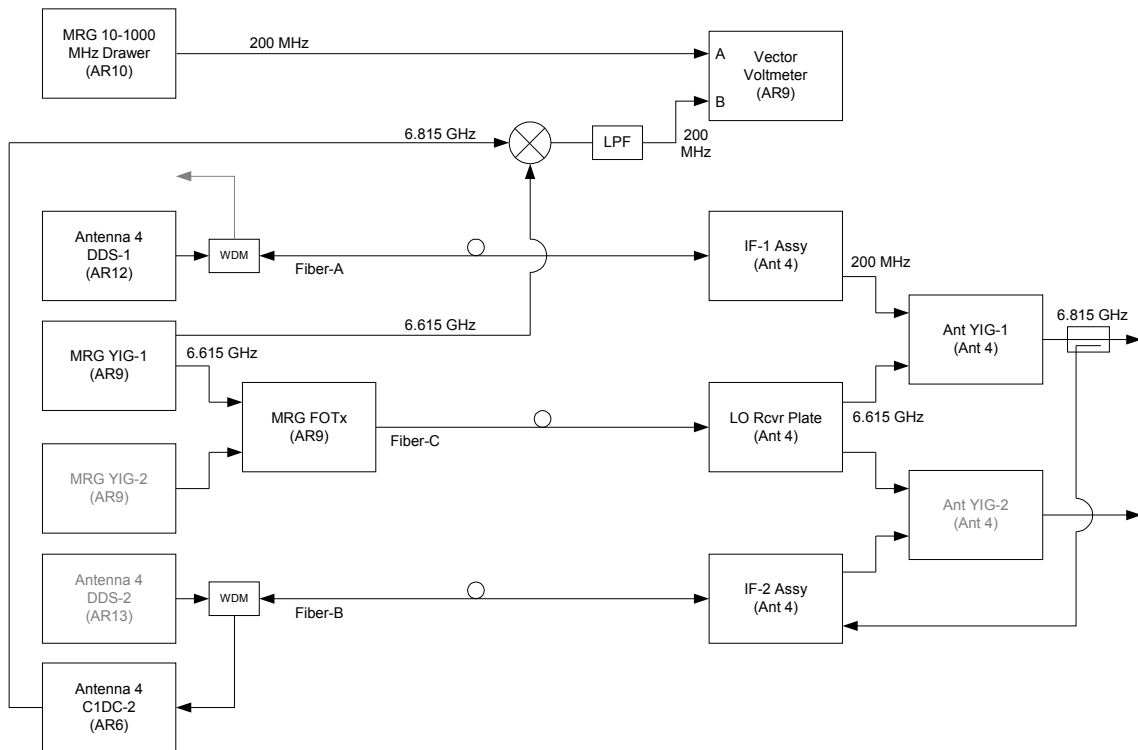 MRG 10-1000
MHz Drawer
(AR10)
200 MHz
A
B
Vector
Voltmeter
(AR9)
6.815 GHz
LPF
200
MHz
Antenna 4
DDS-1
(AR12)
WDM
Fiber-A
IF-1 Assy
(Ant 4)
200 MHz
6.815 GHz
Ant YIG-1
(Ant 4)
6.615 GHz
MRG YIG-1
(AR9)
6.615 GHz
MRG FOTx
(AR9)
Fiber-C
LO Rcvr Plate
(Ant 4)
6.615 GHz
MRG YIG-2
(AR9)
Ant YIG-2
(Ant 4)
Antenna 4
DDS-2
(AR13)
WDM
Fiber-B
IF-2 Assy
(Ant 4)
Antenna 4
C1DC-2
(AR6)